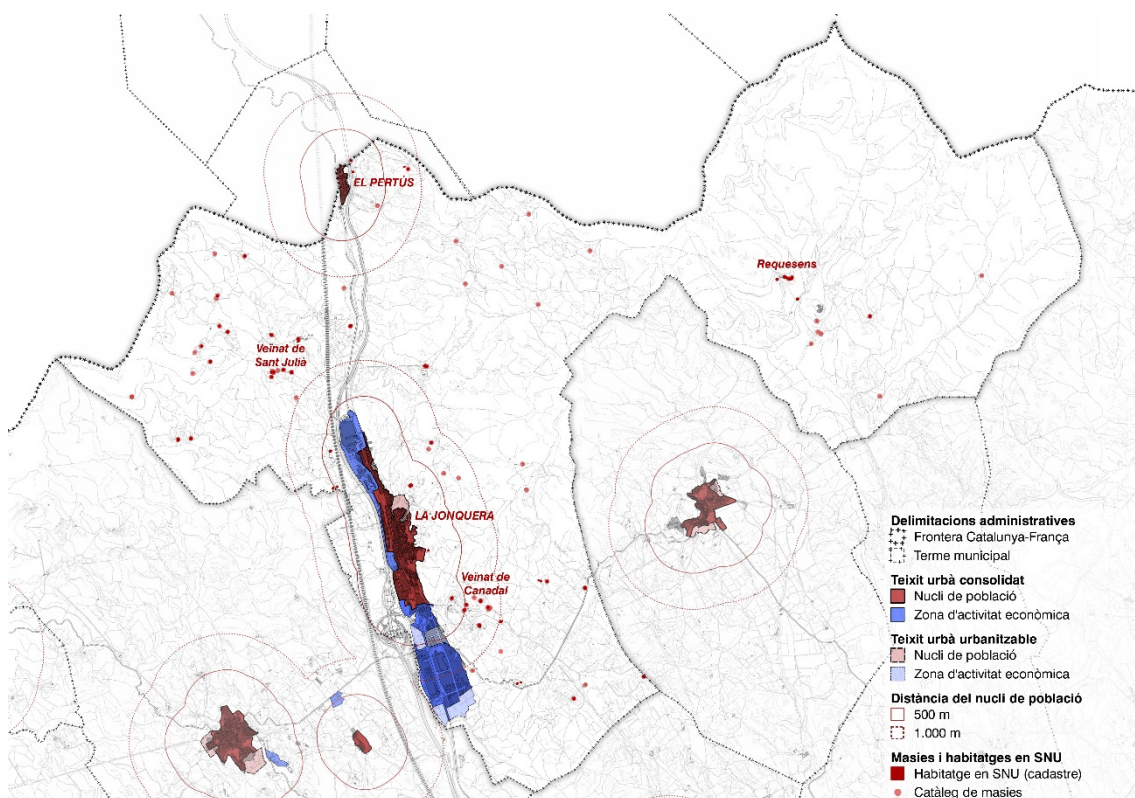 EL PERTÚS
Requesens
Veïnat de
Sant Julià
LA JONQUERA
Veïnat de
Canadal
Delimitacions administratives
Frontera Catalunya-França
Terme municipal
Teixit urbà consolidat
Nucli de població
Zona d'activitat econòmica
Teixit urbà urbanitzable
Nucli de població
Zona d'activitat econòmica
Distància del nucli de població
500 m
1.000 m
Masies i habitatges en SNU
Habitatge en SNU (cadastre)
Catàleg de masies